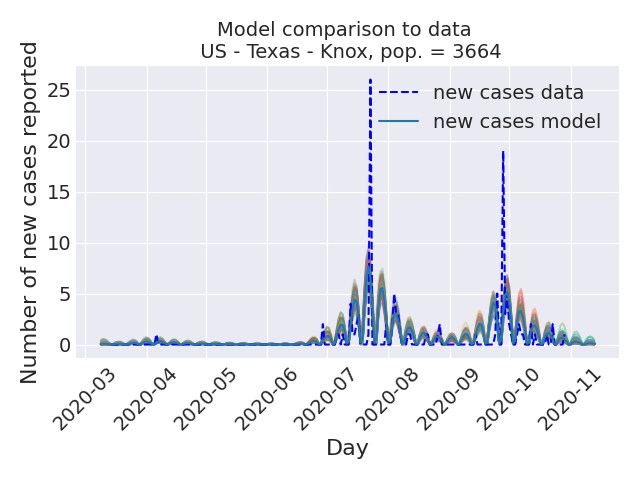 Model comparison to data
US - Texas - Knox, pop. = 3664
Number of new cases reported
25
20
15
10
5
0
new cases data
new cases model
2020-03
2020-04
2020-05
2020-06
2020-07
2020-08
2020-09
2020-10
2020-11
Day